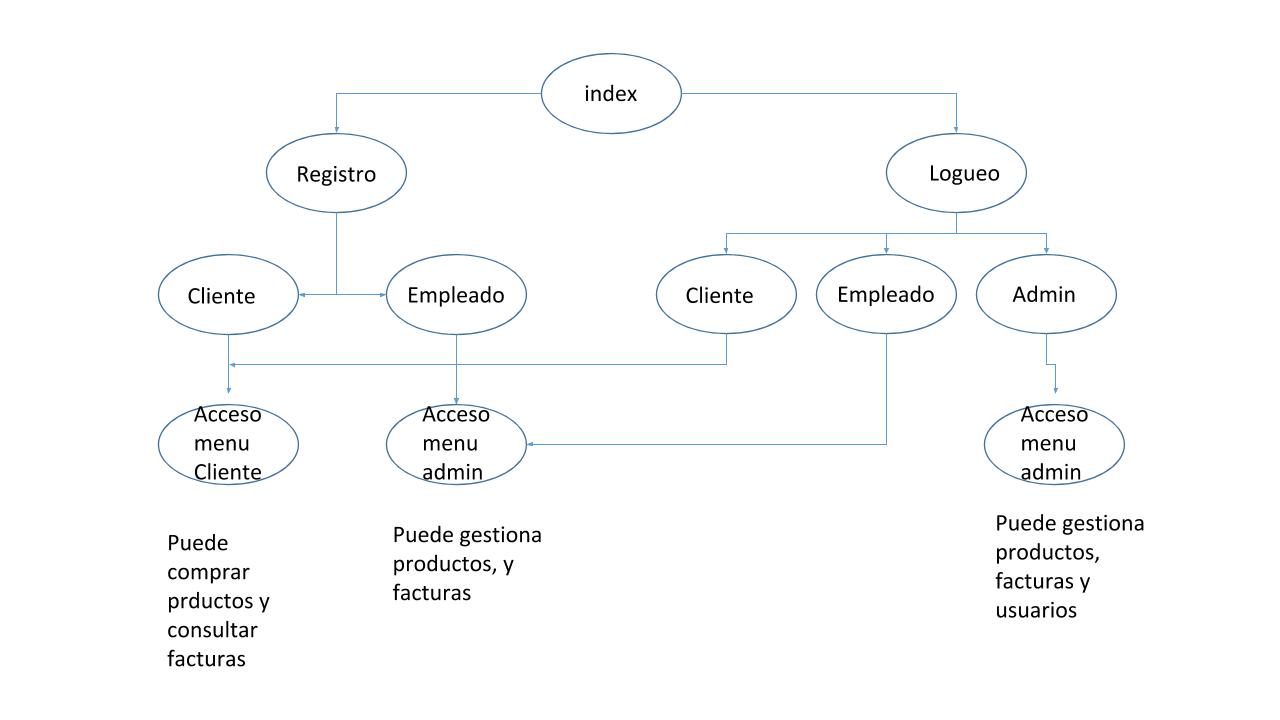 index
Registro
Logueo
Cliente
Empleado
Cliente
Empleado
Admin
Acceso
menu
Cliente
Acceso
menu
admin
Acceso
menu
admin
Puede
comprar
prductos y
consultar
facturas
Puede gestiona
productos, y
facturas
Puede gestiona
productos,
facturas y
usuarios